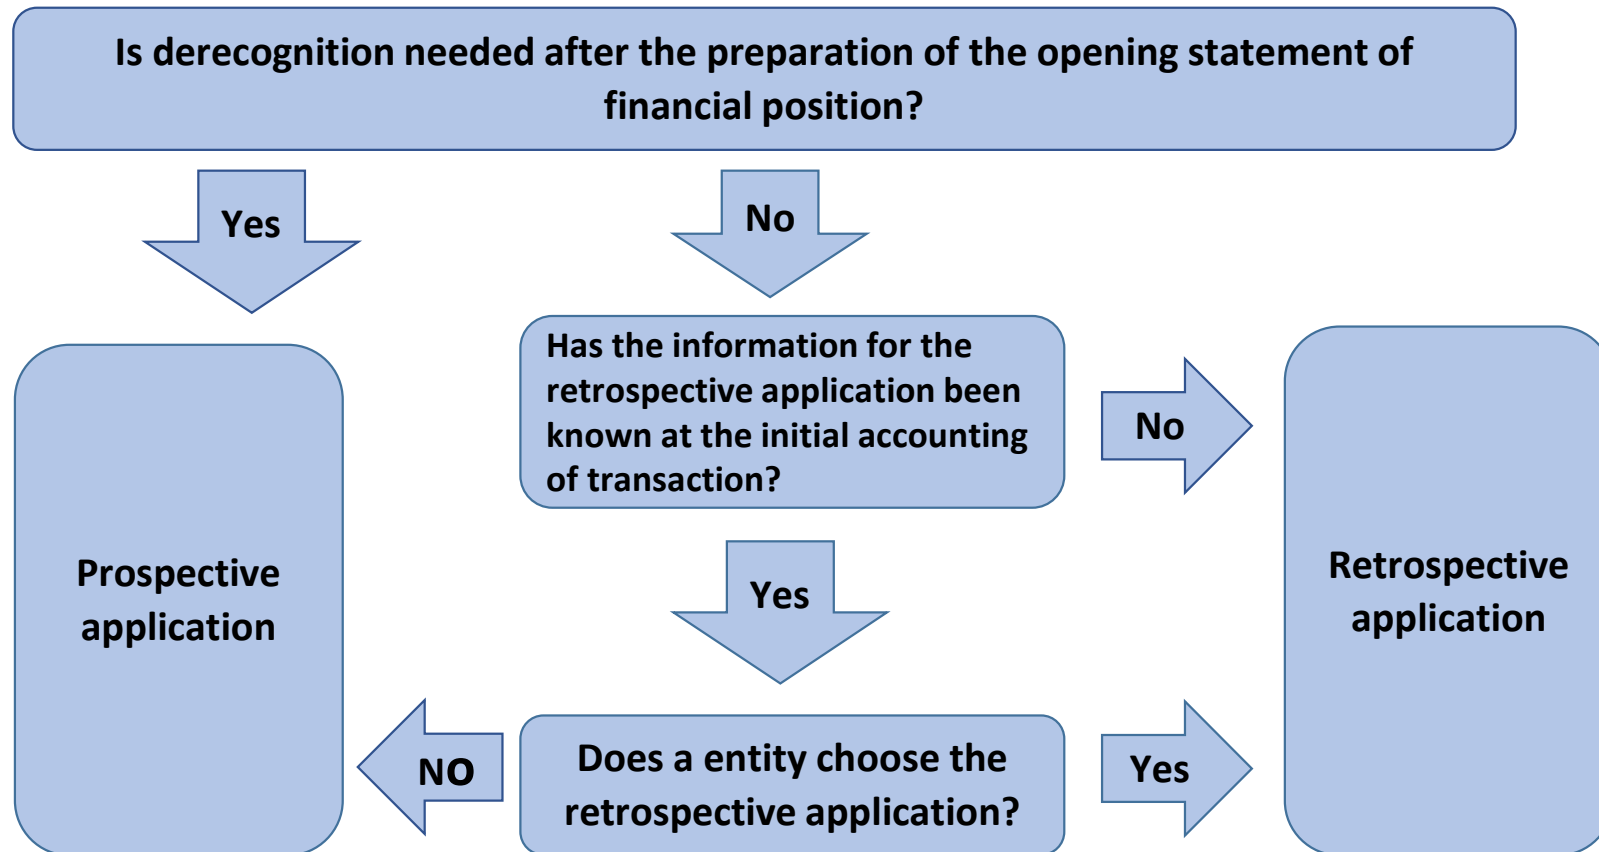 Is derecognition needed after the preparation of the opening statement of
financial position?
Yes
No
Has the information for the
retrospective application been
known at the initial accounting
of transaction?
No
Prospective
application
Retrospective
application
Yes
Does a entity choose the
retrospective application?
NO
Yes